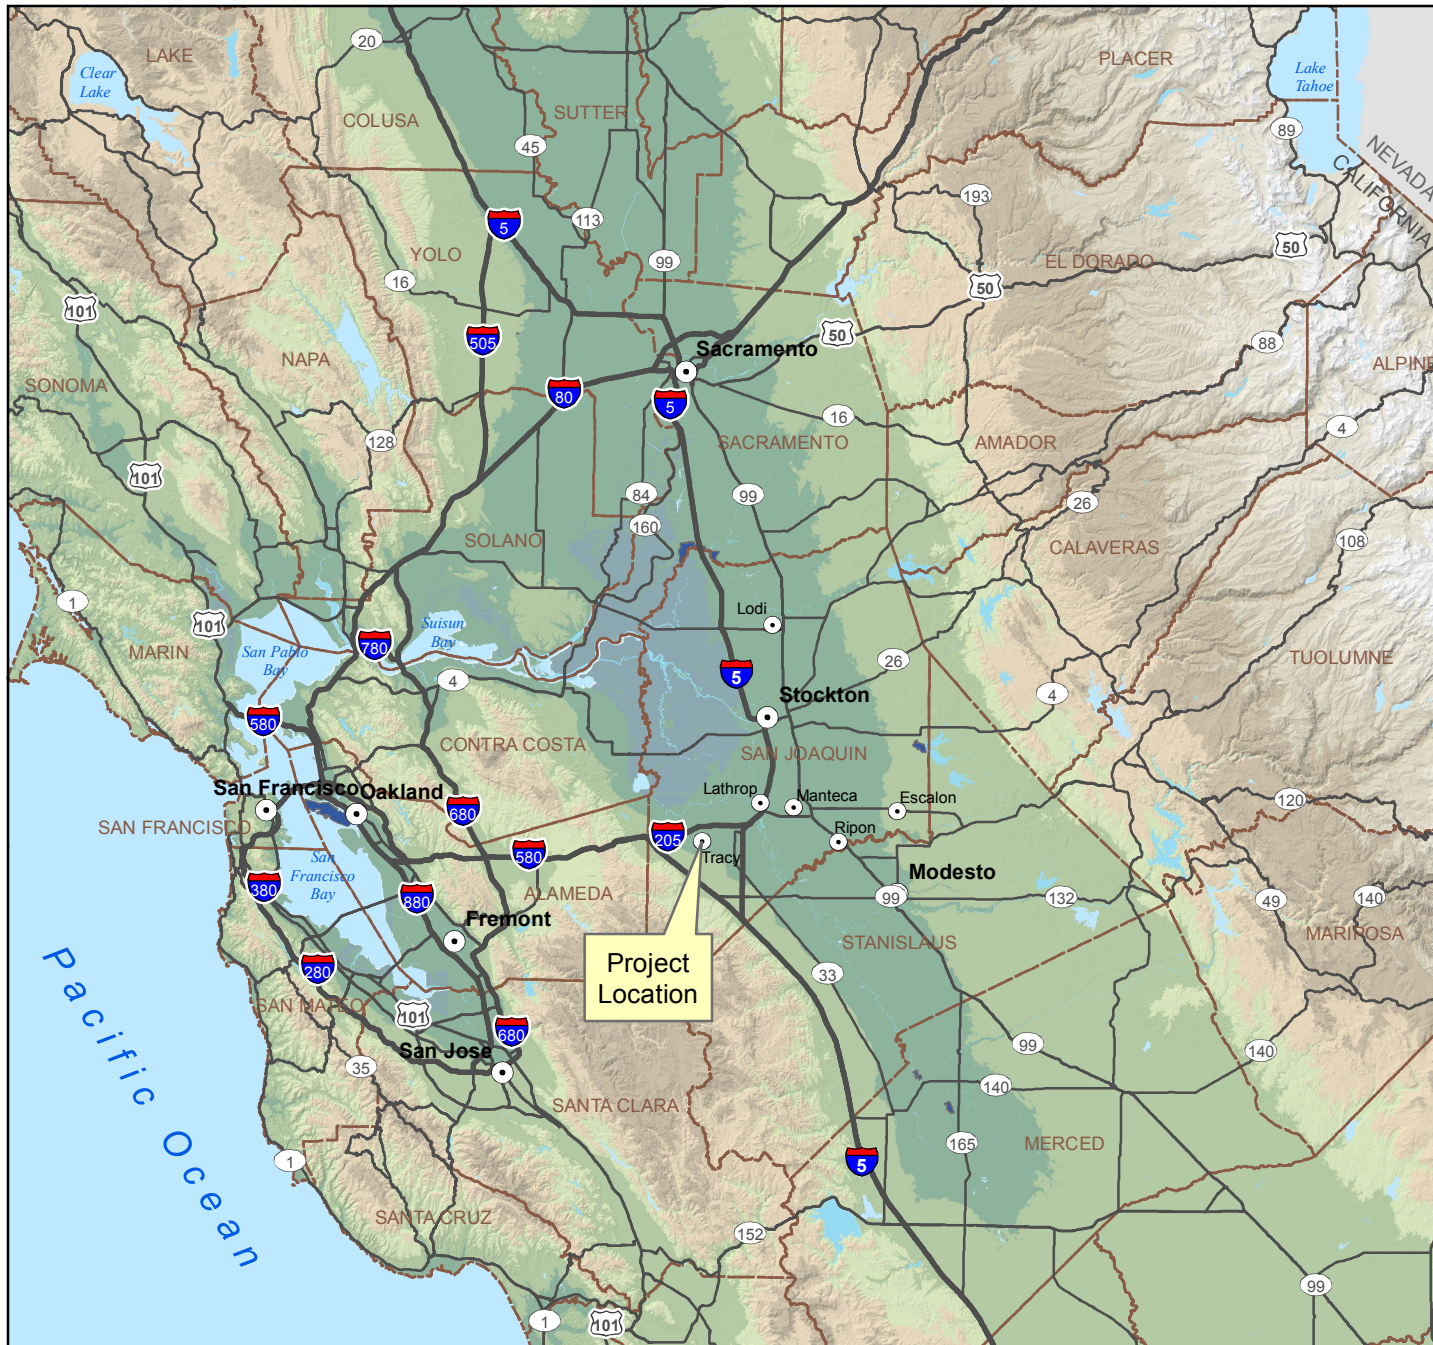 LAKE
20
PLACER
Clear
Lake
Lake
Tahoe
COLUSA
SUTTER
89
45
NEVADA
CALIFORNIA
193
5
113
YOLO
99
50
EL DORADO
16
50
101
505
50
Sacramento
88
NAPA
ALPINE
SONOMA
80
5
16
4
128
SACRAMENTO
AMADOR
101
84
99
26
160
SOLANO
CALAVERAS
108
1
Lodi
101
Suisun
Bay
780
MARIN
San Pablo
Bay
26
TUOLUMNE
4
5
4
Stockton
580
CONTRA COSTA
SAN JOAQUIN
San Francisco
Oakland
Lathrop
Manteca
Escalon
120
680
SAN FRANCISCO
205
Ripon
580
Tracy
San
Francisco
Bay
380
ALAMEDA
Modesto
880
99
132
49
140
Fremont
STANISLAUS
MARIPOSA
Project
Location
280
33
Pacific Ocean
SAN MATEO
101
680
99
San Jose
140
35
140
SANTA CLARA
165
MERCED
1
5
SANTA CRUZ
152
99
1
101